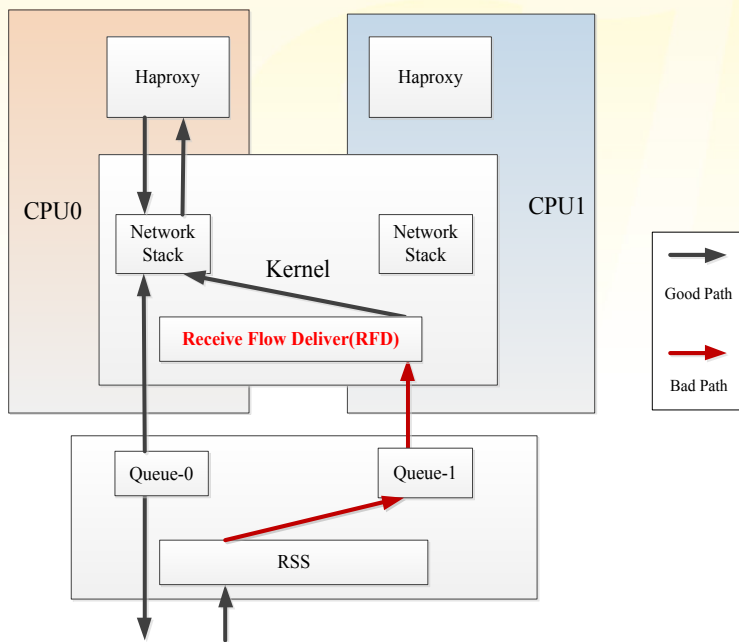 Haproxy
Haproxy
CPU0
CPU1
Network
Stack
Network
Stack
Kernel
Receive Flow Deliver(RFD)
Good Path
Bad Path
Queue-0
Queue-1
RSS